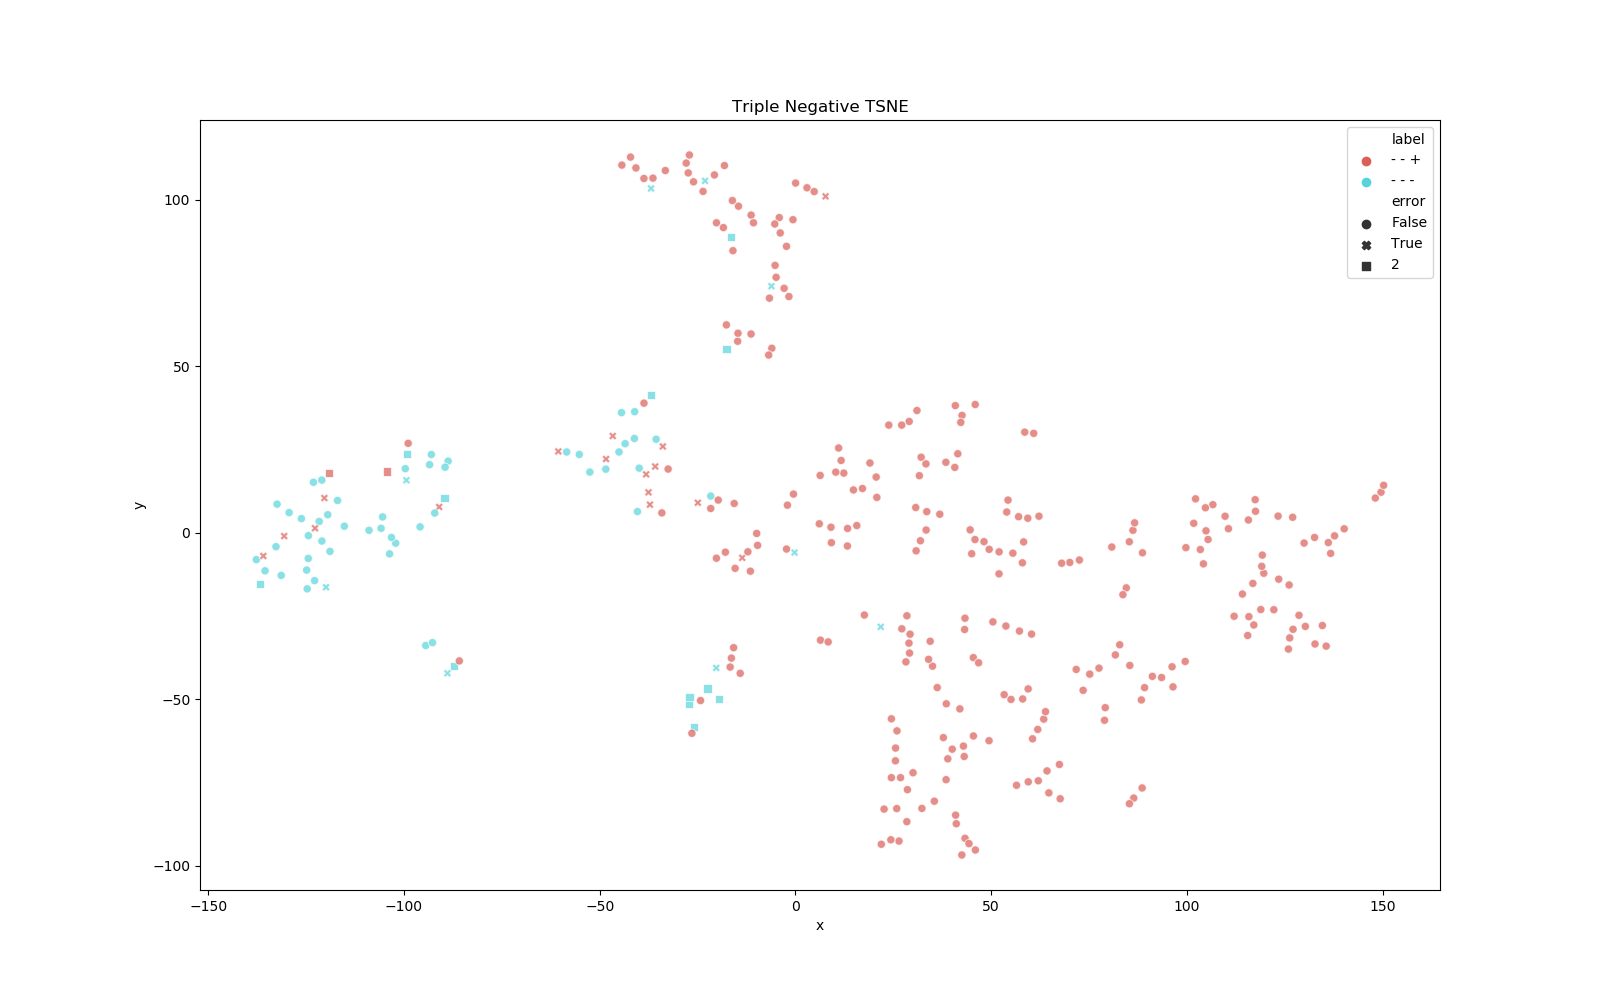 Triple Negative TSNE
label
- - +
- - -
error
False
True
2
100
50
0
−50
−100
y
−150
−100
−50
0
50
100
150
x